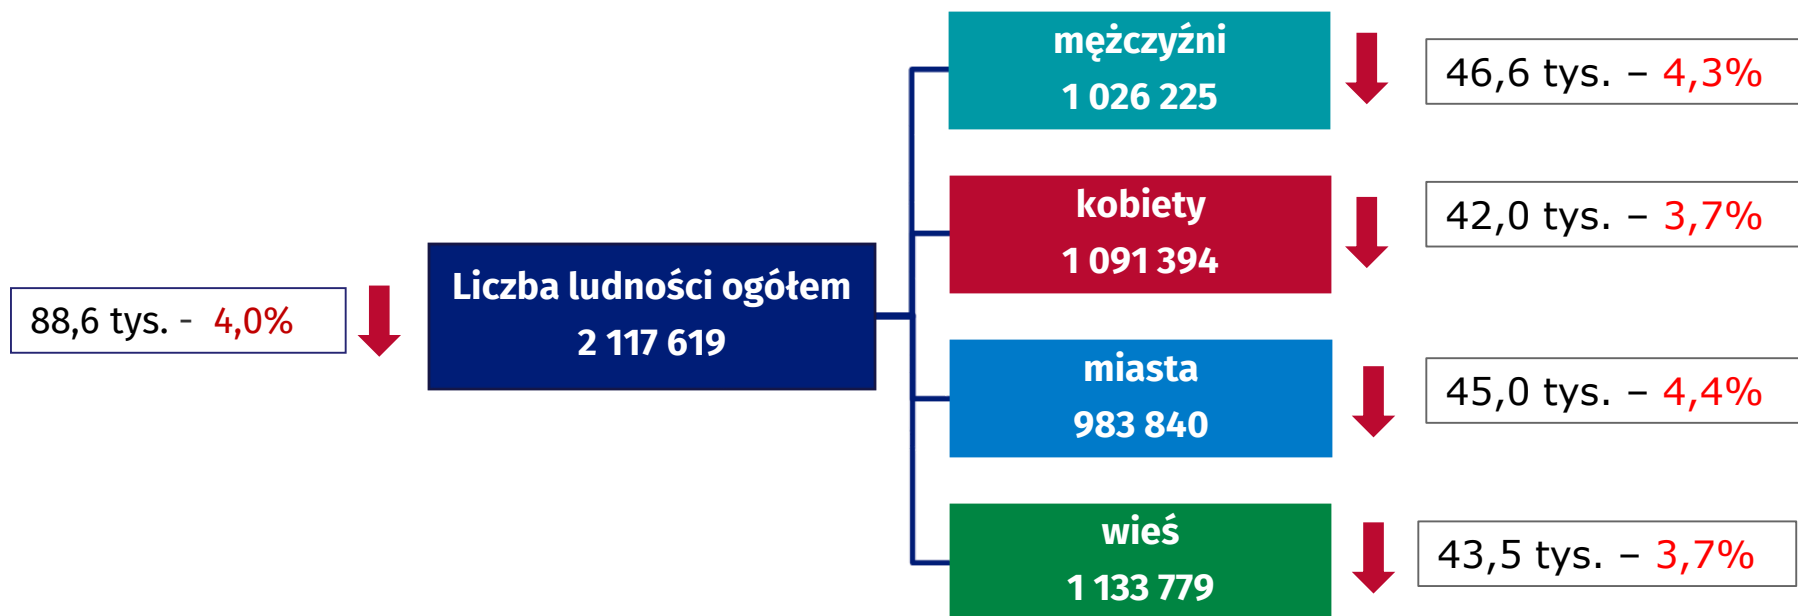 88,6 tys. - 4,0%
Liczba ludności ogółem
2 117 619
mężczyźni
1 026 225
46,6 tys. – 4,3%
kobiety
1 091 394
42,0 tys. – 3,7%
miasta
983 840
45,0 tys. – 4,4%
wieś
1 133 779
43,5 tys. – 3,7%